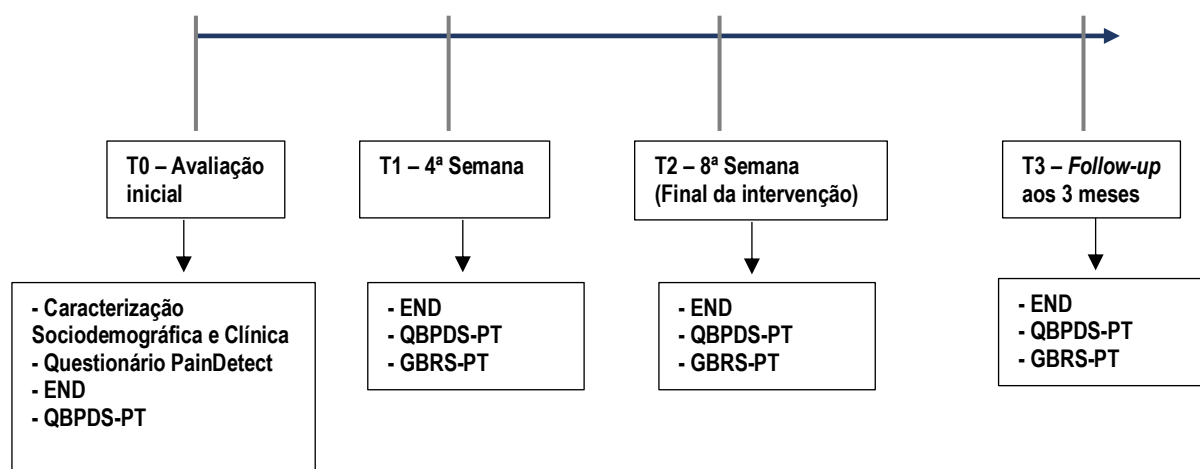 T0 – Avaliação
inicial
T1 – 4ª Semana
T2 – 8ª Semana
(Final da intervenção)
T3 – Follow-up
aos 3 meses
- Caracterização
Sociodemográfica e Clínica
- Questionário PainDetect
- END
- QBPDS-PT
- END
- QBPDS-PT
- GBRS-PT
- END
- QBPDS-PT
- GBRS-PT
- END
- QBPDS-PT
- GBRS-PT